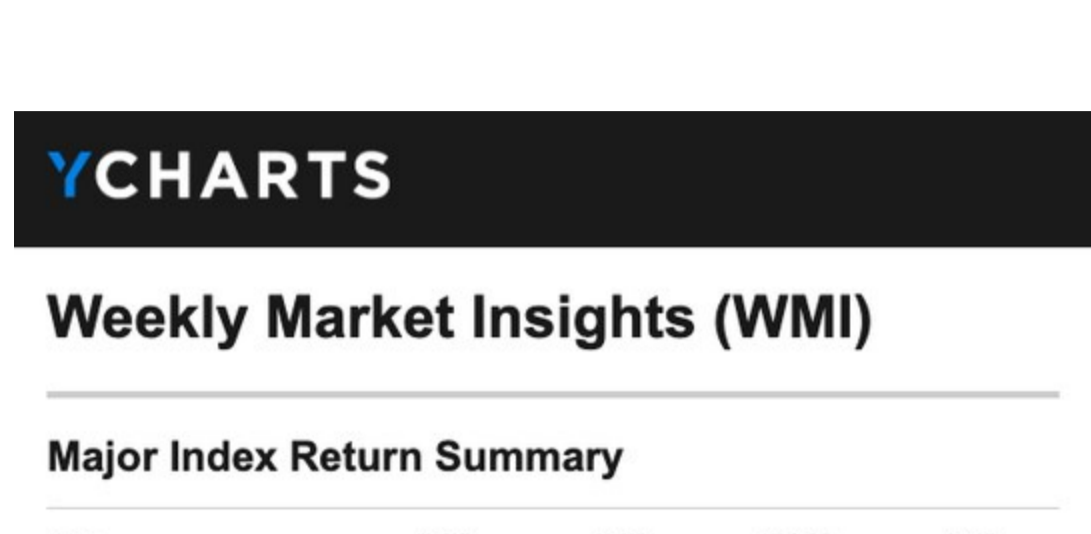 YCHARTS
Weekly Market Insights (WMI)
Major Index Return Summary